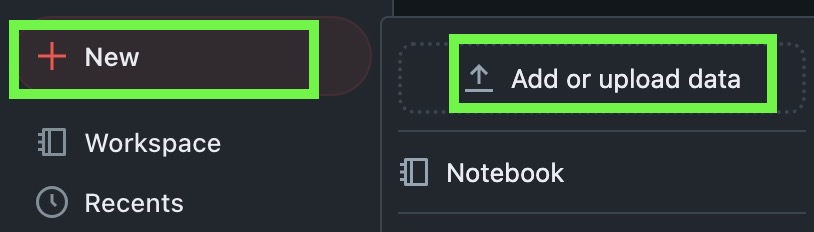 New
Add or upload data
Workspace
Notebook
Recents